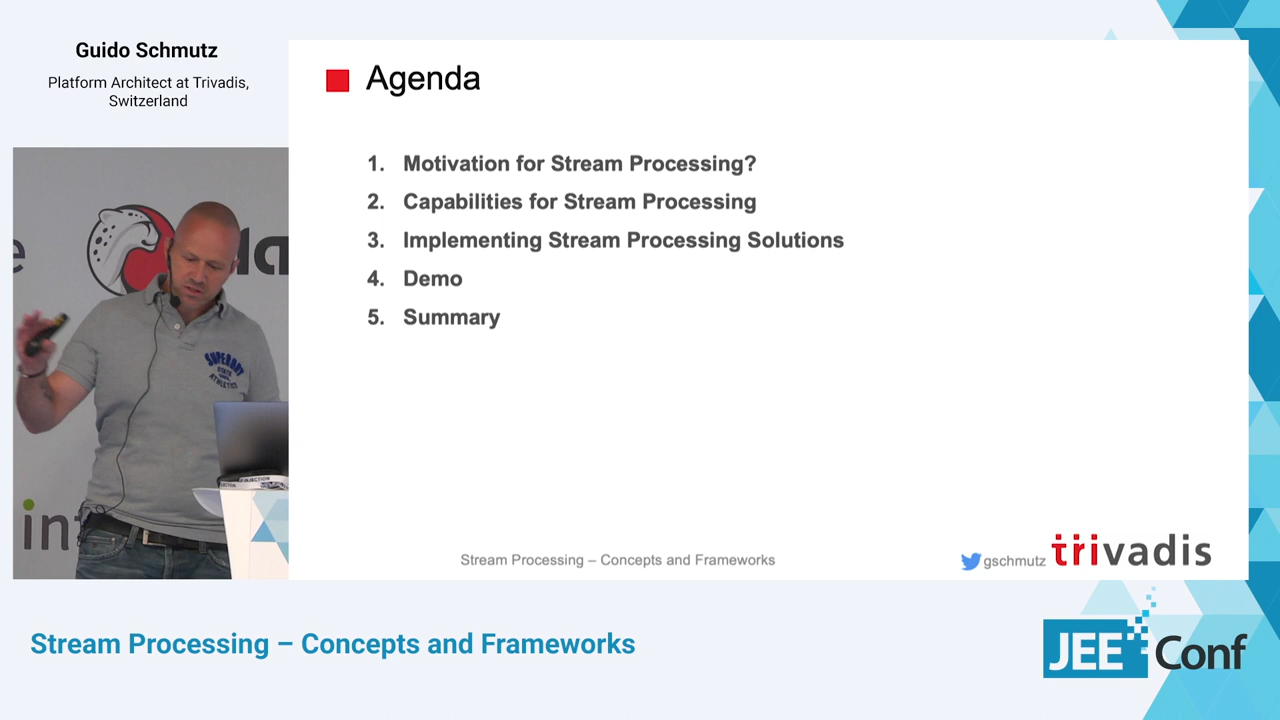 Guido Schmutz
Platform Architect at Trivadis,
Switzerland
Agenda
1. Motivation for Stream Processing?
2. Capabilities for Stream Processing
3. Implementing Stream Processing Solutions
4. Demo
5. Summary
SUPERDRY
ATHLETICS
Stream Processing – Concepts and Frameworks
gschmutz
trivadis
Stream Processing – Concepts and Frameworks
JEE Conf